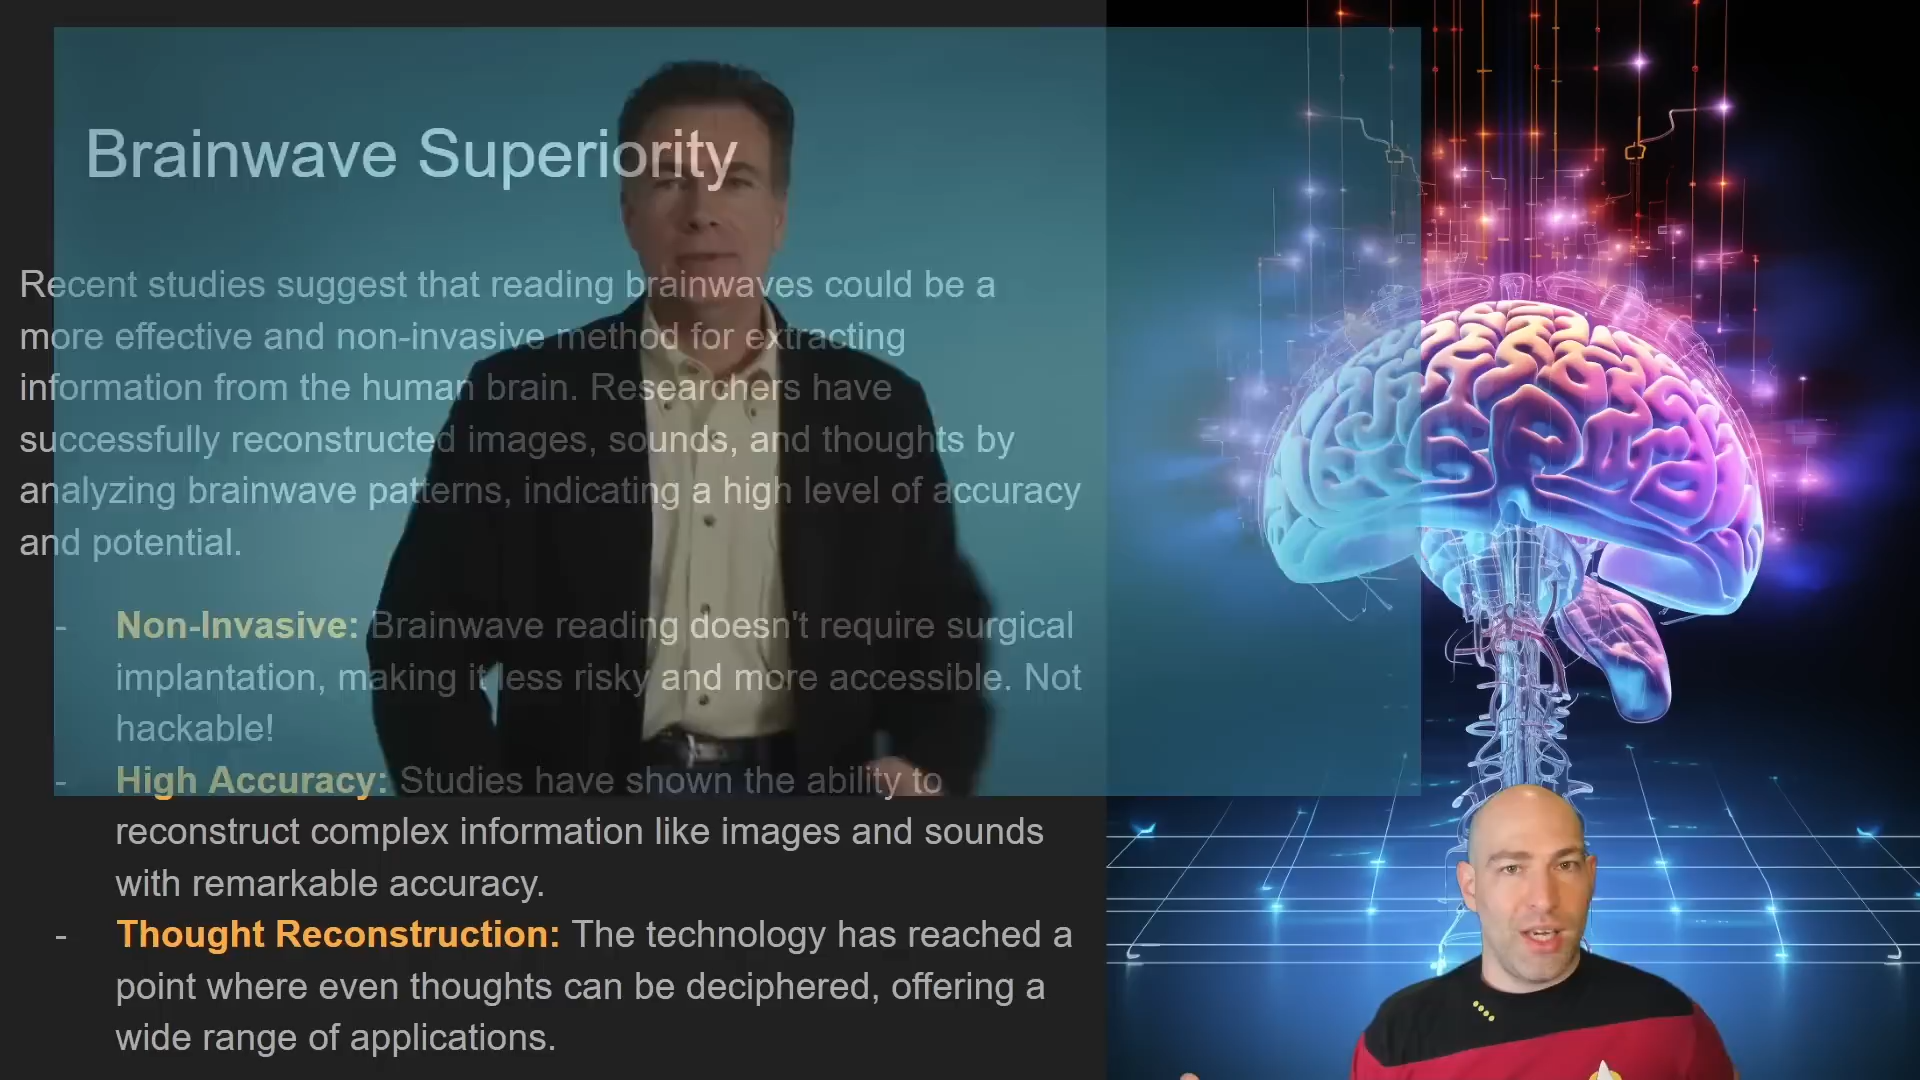 Brainwave Superiority
Recent studies suggest that reading brainwaves could be a
more effective and non-invasive method for extracting
information from the human brain. Researchers have
successfully reconstructed images, sounds, and thoughts by
analyzing brainwave patterns, indicating a high level of accuracy
and potential.
- Non-Invasive: Brainwave reading doesn't require surgical
implantation, making it less risky and more accessible. Not
hackable!
- High Accuracy: Studies have shown the ability to
reconstruct complex information like images and sounds
with remarkable accuracy.
- Thought Reconstruction: The technology has reached a
point where even thoughts can be deciphered, offering a
wide range of applications.